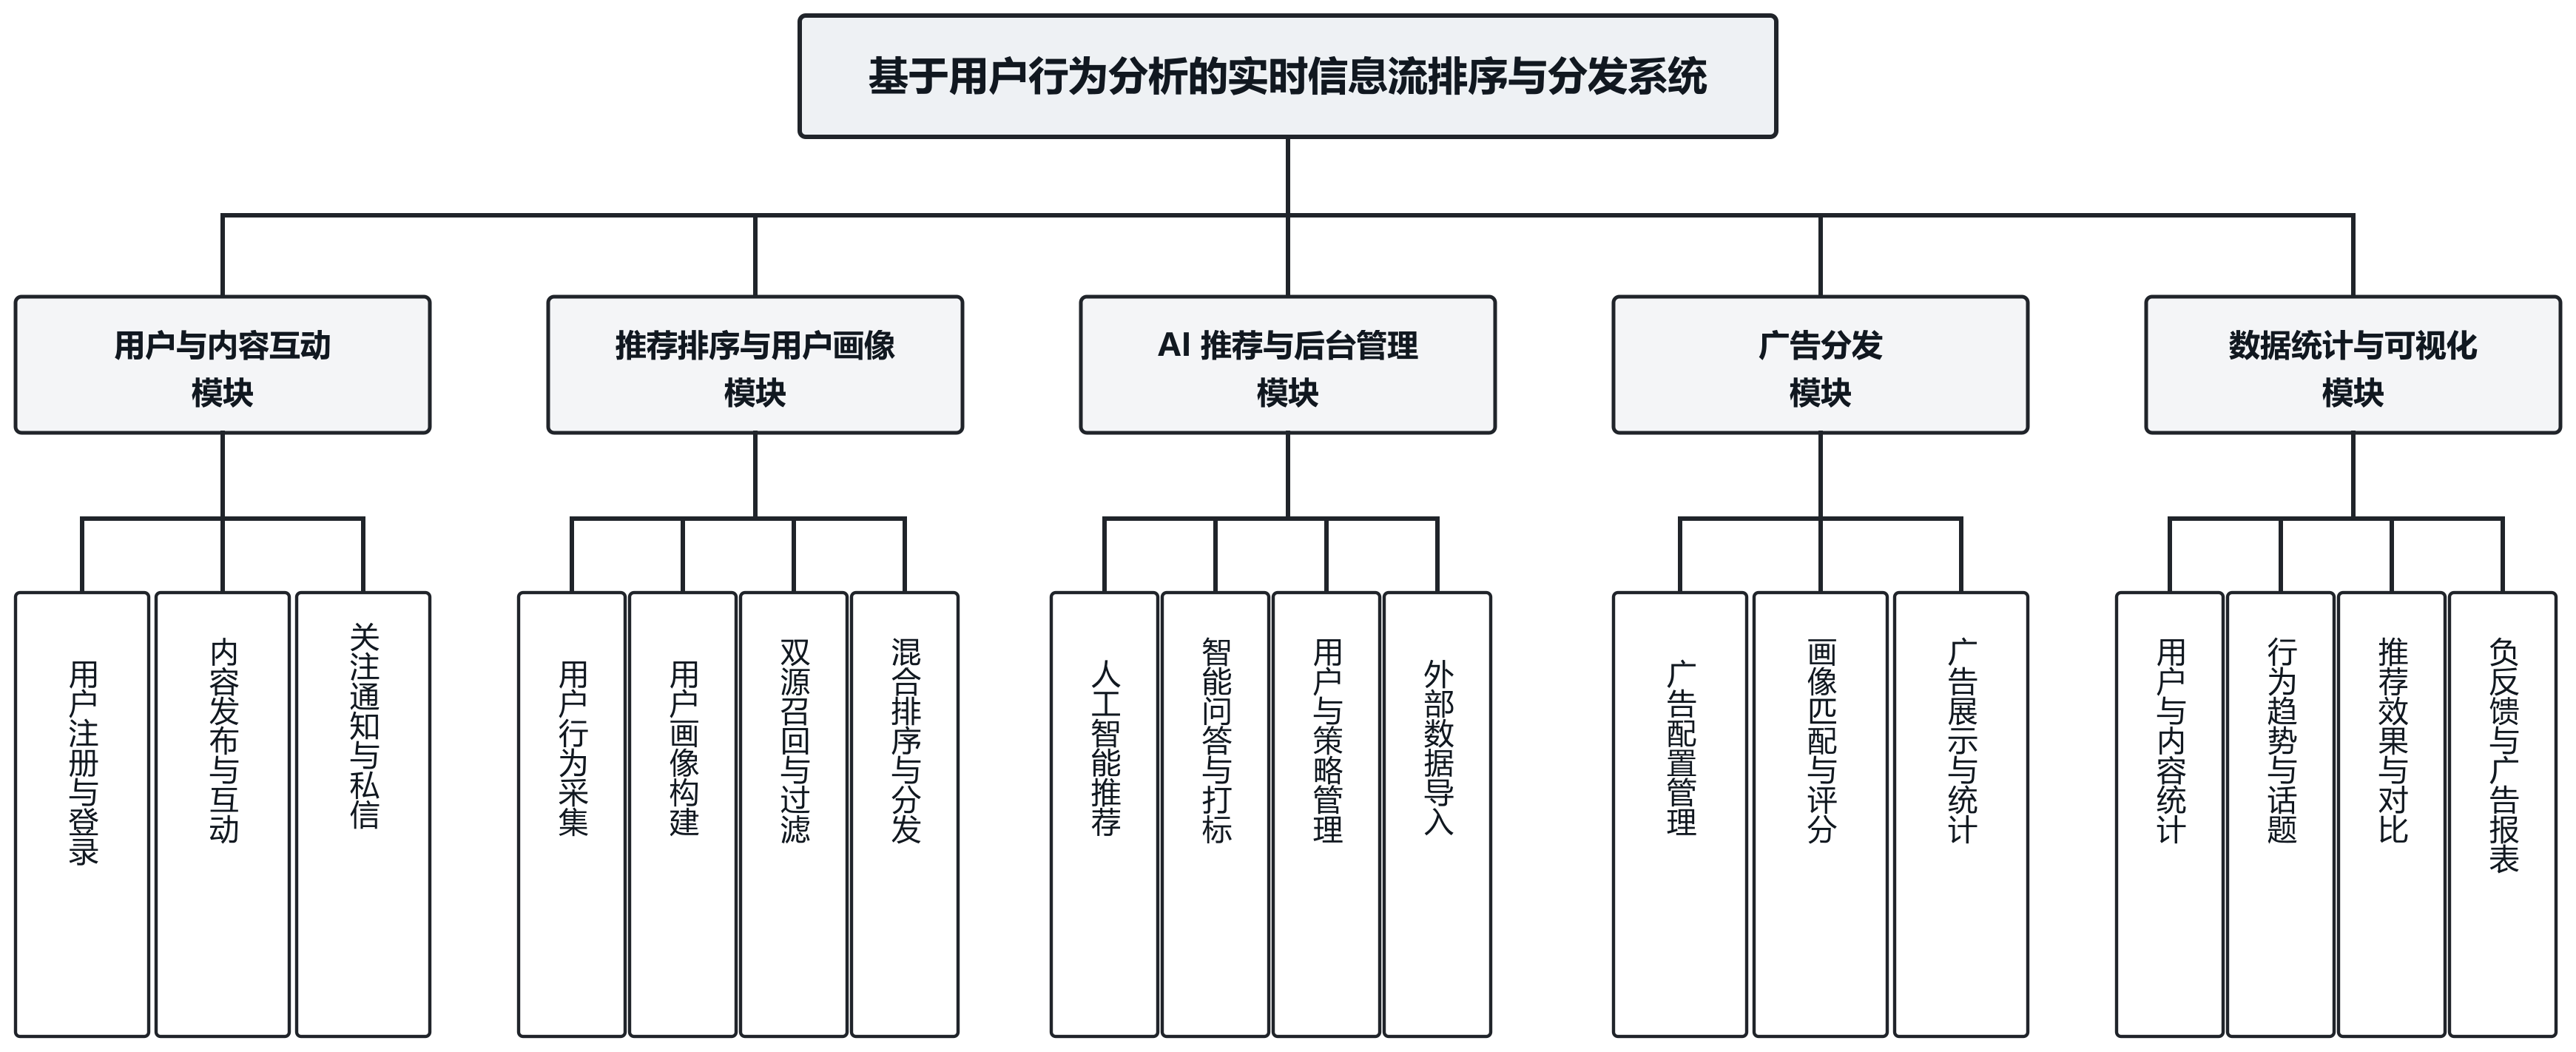 基于用户行为分析的实时信息流排序与分发系统
用户与内容互动
模块
推荐排序与用户画像
模块
AI 推荐与后台管理
模块
广告分发
模块
数据统计与可视化
模块
用户注册与登录
内容发布与互动
关注通知与私信
用户行为采集
用户画像构建
双源召回与过滤
混合排序与分发
人工智能推荐
智能问答与打标
用户与策略管理
外部数据导入
广告配置管理
画像匹配与评分
广告展示与统计
用户与内容统计
行为趋势与话题
推荐效果与对比
负反馈与广告报表